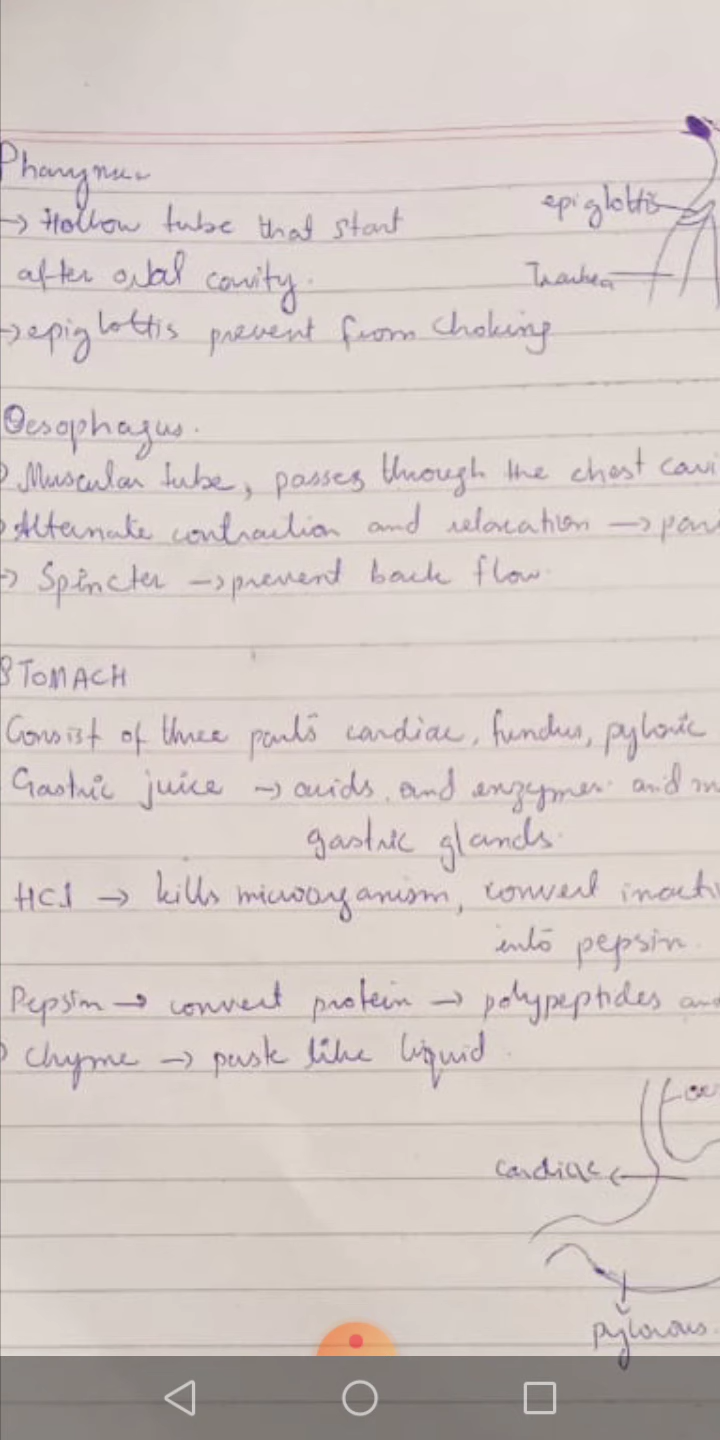 Pharynx
→ Hollow tube that start
after oral cavity.
→ epiglottis prevent from choking
epiglottis
Trachea
Oesophagus.
Muscular tube, passes through the chest cavi
Alternate contraction and relaxation →
→ Spincter → prevent back flow.
STOMACH
Consist of three parts cardiac, fundus, pyloric
Gastric juice → acids and enzymes and
gastric glands.
HCl → kills microorganism, convert inacti
into pepsin.
Pepsin → convert protein → polypeptides and
chyme → paste like liquid.
cardiac
pylorous.